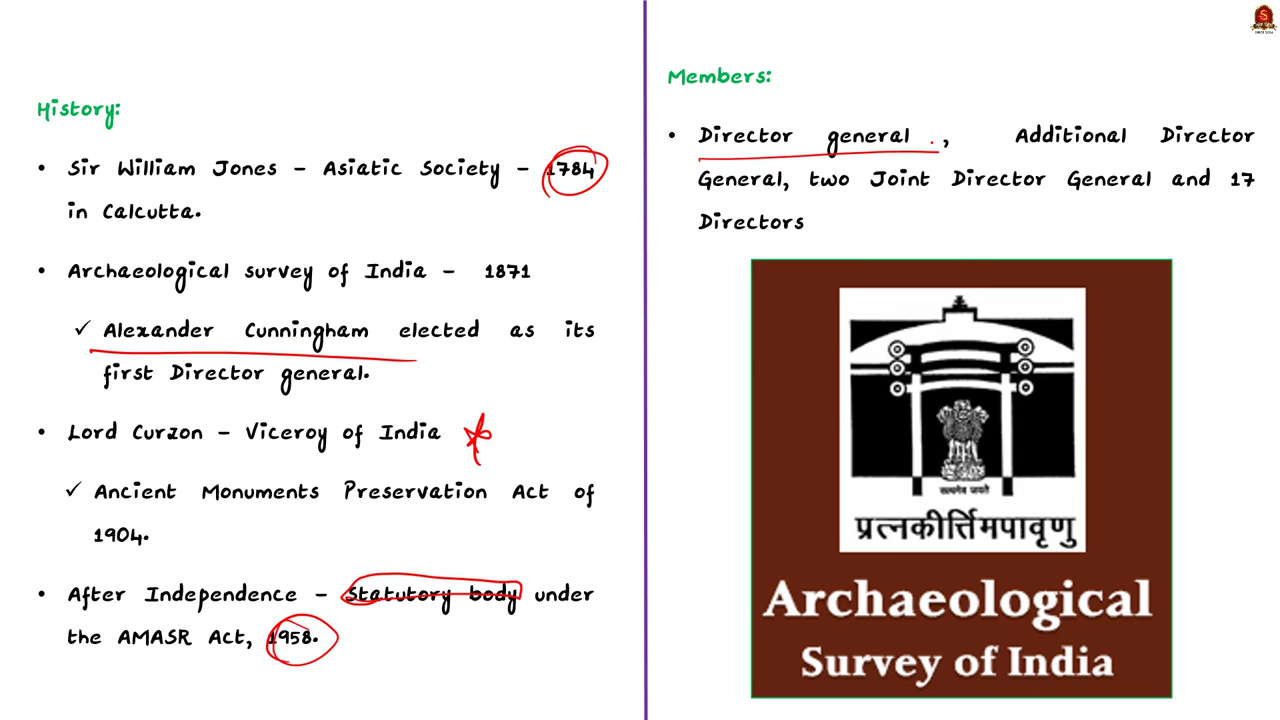 History:
• Sir William Jones – Asiatic Society – 1784
in Calcutta.
• Archaeological survey of India – 1871
✓ Alexander Cunningham elected as its
first Director general.
• Lord Curzon – Viceroy of India
✓ Ancient Monuments Preservation Act of
1904.
• After Independence – Statutory body under
the AMASR Act, 1958.
Members:
• Director general , Additional Director
General, two Joint Director General and 17
Directors
सत्यमेव जयते
प्रत्नकीर्त्तिमपावृणु
Archaeological
Survey of India